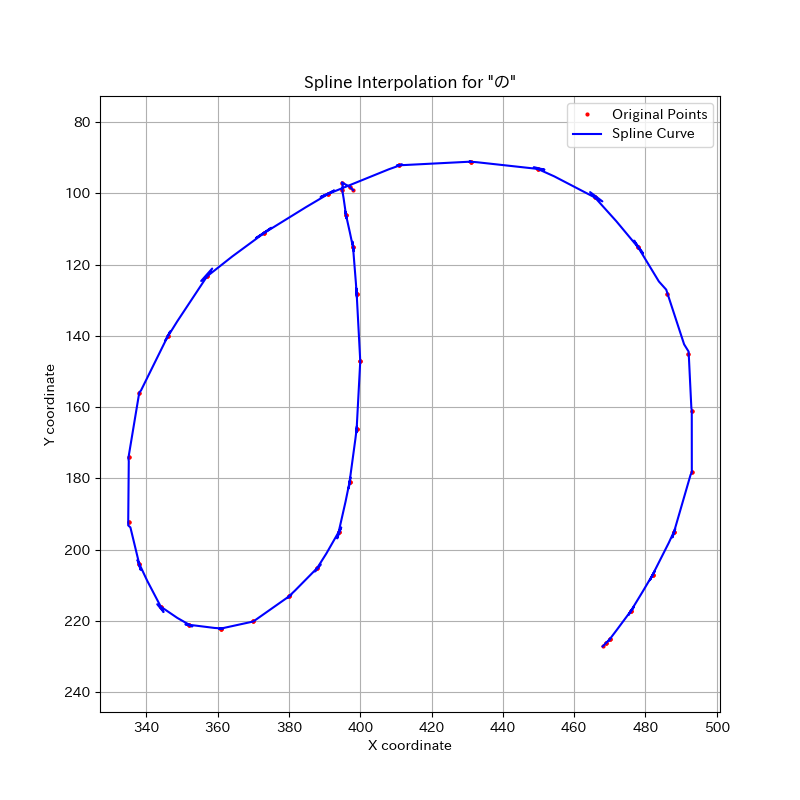 Spline Interpolation for "の"
Original Points
Spline Curve
80
100
120
140
160
180
200
220
240
Y coordinate
340 360 380 400 420 440 460 480 500
X coordinate